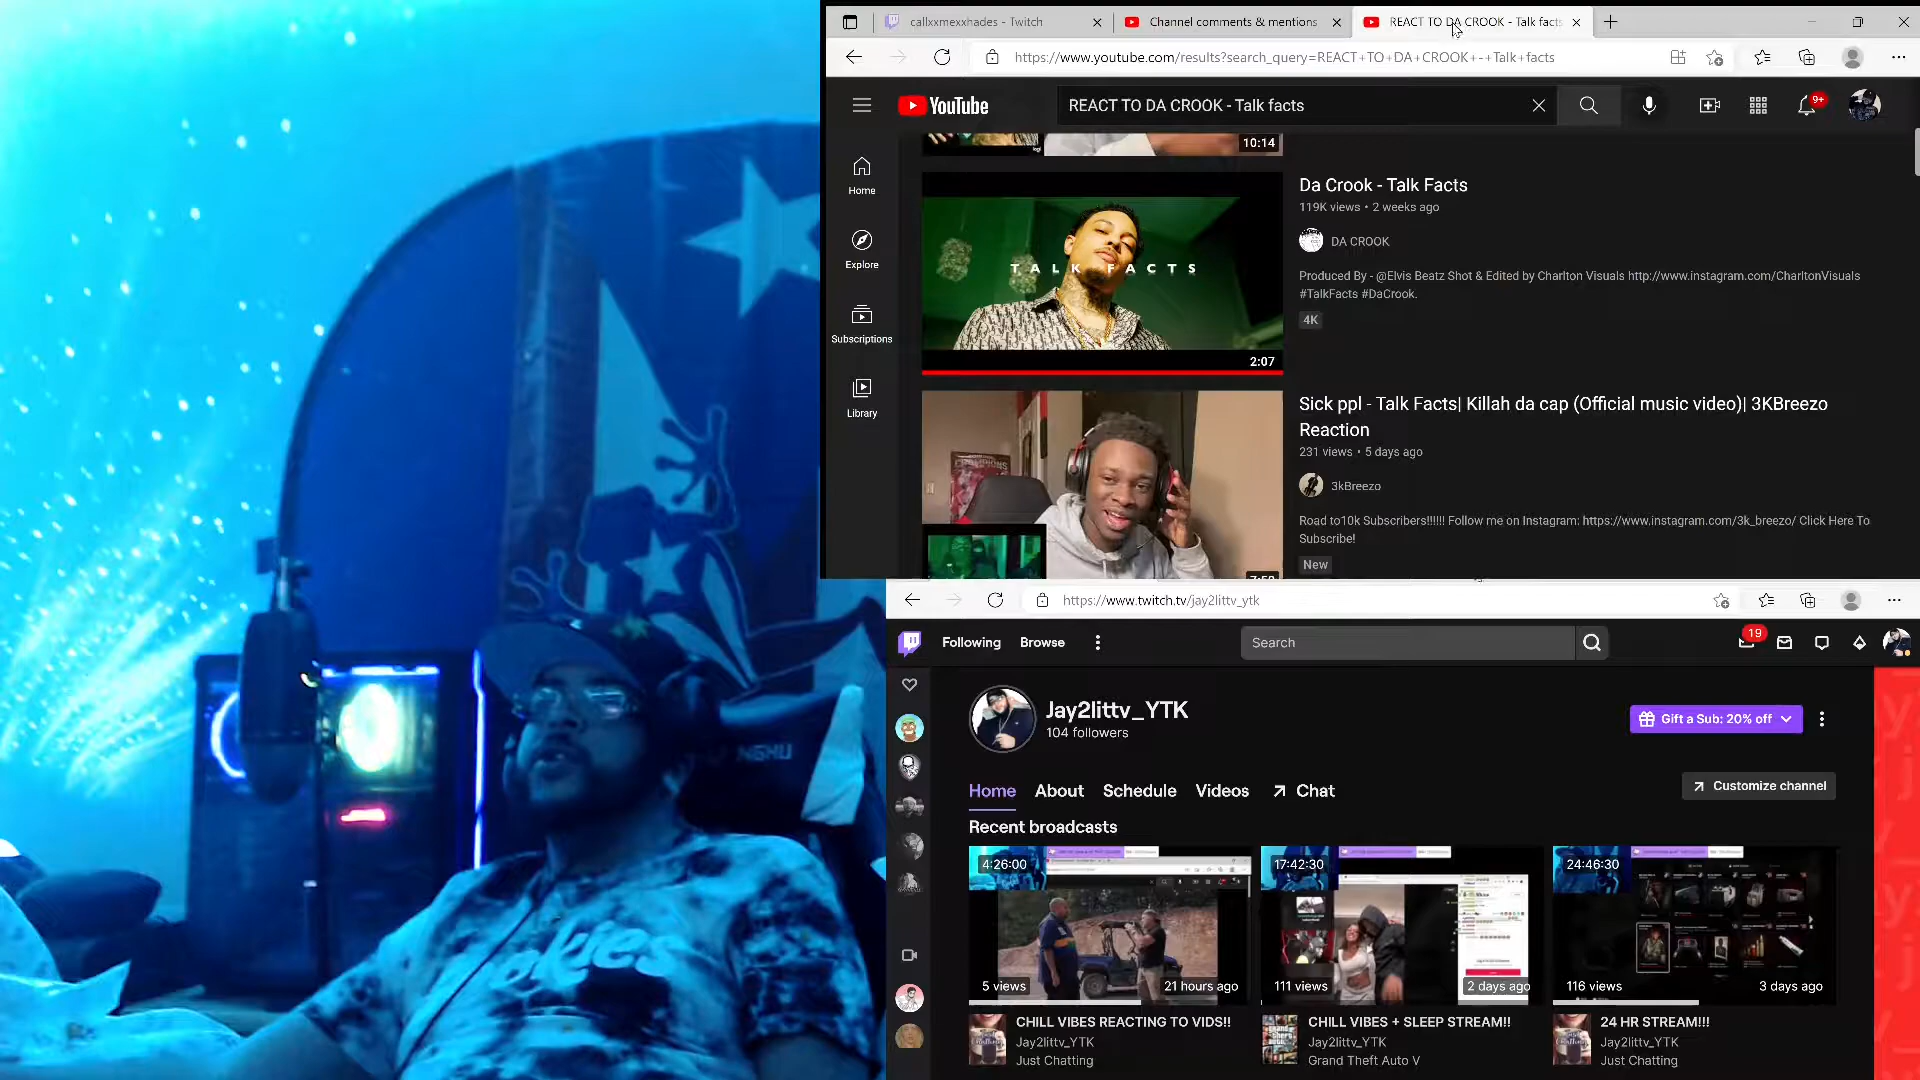 callxxmexxhades - Twitch
Channel comments & mentions
REACT TO DA CROOK - Talk facts
https://www.youtube.com/results?search_query=REACT+TO+DA+CROOK+-+Talk+facts
YouTube
REACT TO DA CROOK - Talk facts
9+
Home
Explore
Subscriptions
Library
10:14
TALK FACTS
2:07
Da Crook - Talk Facts
119K views • 2 weeks ago
DA CROOK
Produced By - @Elvis Beatz Shot & Edited by Charlton Visuals http://www.instagram.com/CharltonVisuals
#TalkFacts #DaCrook.
4K
Sick ppl - Talk Facts| Killah da cap (Official music video)| 3KBreezo
Reaction
231 views • 5 days ago
3kBreezo
Road to10k Subscribers!!!!!! Follow me on Instagram: https://www.instagram.com/3k_breezo/ Click Here To
Subscribe!
New
https://www.twitch.tv/jay2littv_ytk
Following
Browse
Search
19
Jay2littv_YTK
104 followers
Gift a Sub: 20% off
Home
About
Schedule
Videos
Chat
Customize channel
Recent broadcasts
4:26:00
5 views
21 hours ago
CHILL VIBES REACTING TO VIDS!!
Jay2littv_YTK
Just Chatting
17:42:30
111 views
2 days ago
CHILL VIBES + SLEEP STREAM!!
Jay2littv_YTK
Grand Theft Auto V
24:46:30
116 views
3 days ago
24 HR STREAM!!!
Jay2littv_YTK
Just Chatting